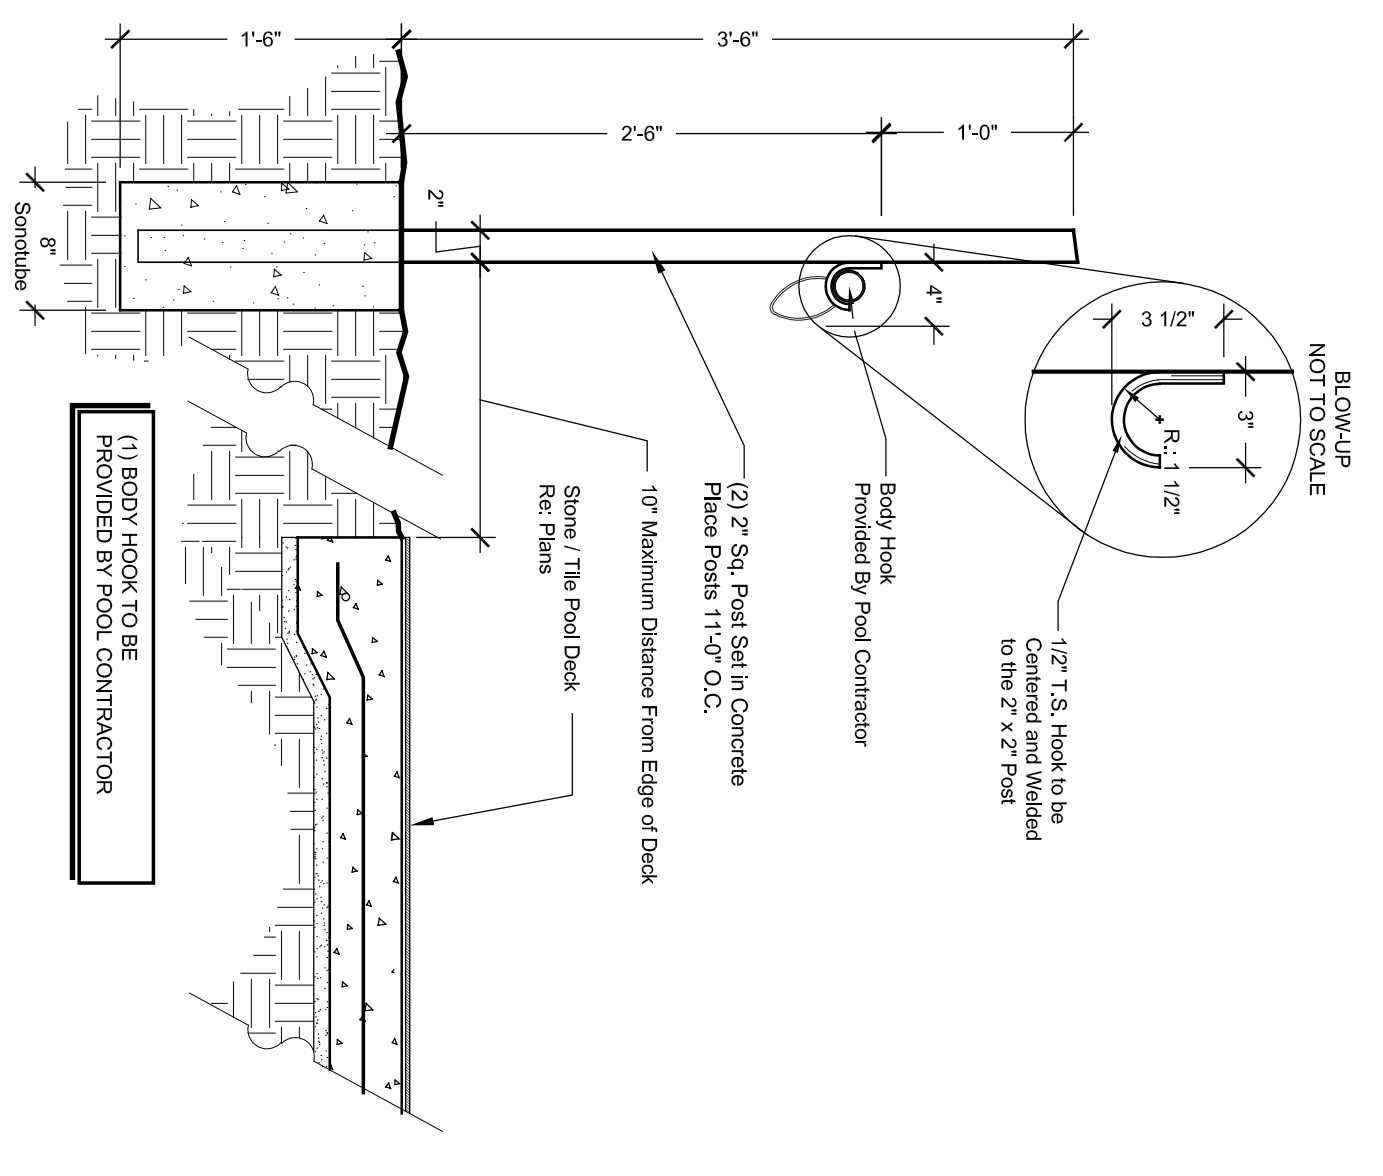 BLOW-UP
NOT TO SCALE
3 1/2"
3"
R.: 1 1/2"
1/2" T.S. Hook to be
Centered and Welded
to the 2" x 2" Post
3'-6"
1'-6"
1'-0"
2'-6"
4"
2"
Body Hook
Provided By Pool Contractor
(2) 2" Sq. Post Set in Concrete
Place Posts 11'-0" O.C.
10" Maximum Distance From Edge of Deck
Stone / Tile Pool Deck
Re: Plans
8"
Sonotube
(1) BODY HOOK TO BE
PROVIDED BY POOL CONTRACTOR